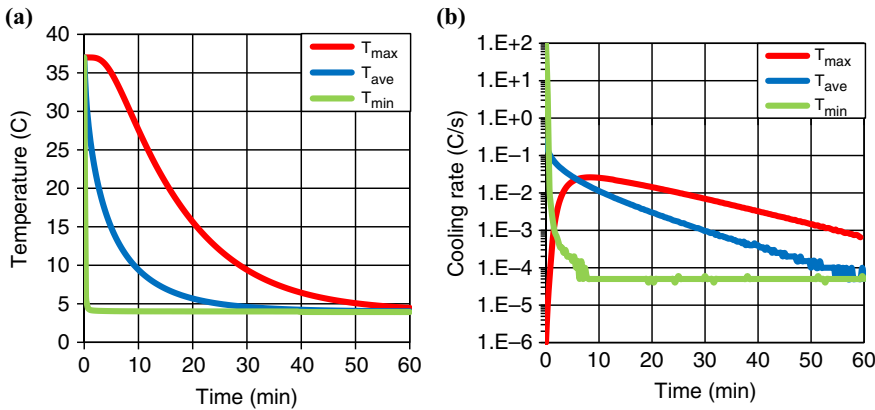 (a)
40
35
30
25
20
15
10
5
0
Temperature (C)
0 10 20 30 40 50 60
Time (min)
Tmax
Tave
Tmin
(b)
1.E+2
1.E+1
1.E+0
1.E−1
1.E−2
1.E−3
1.E−4
1.E−5
1.E−6
Cooling rate (C/s)
0 10 20 30 40 50 60
Time (min)
Tmax
Tave
Tmin